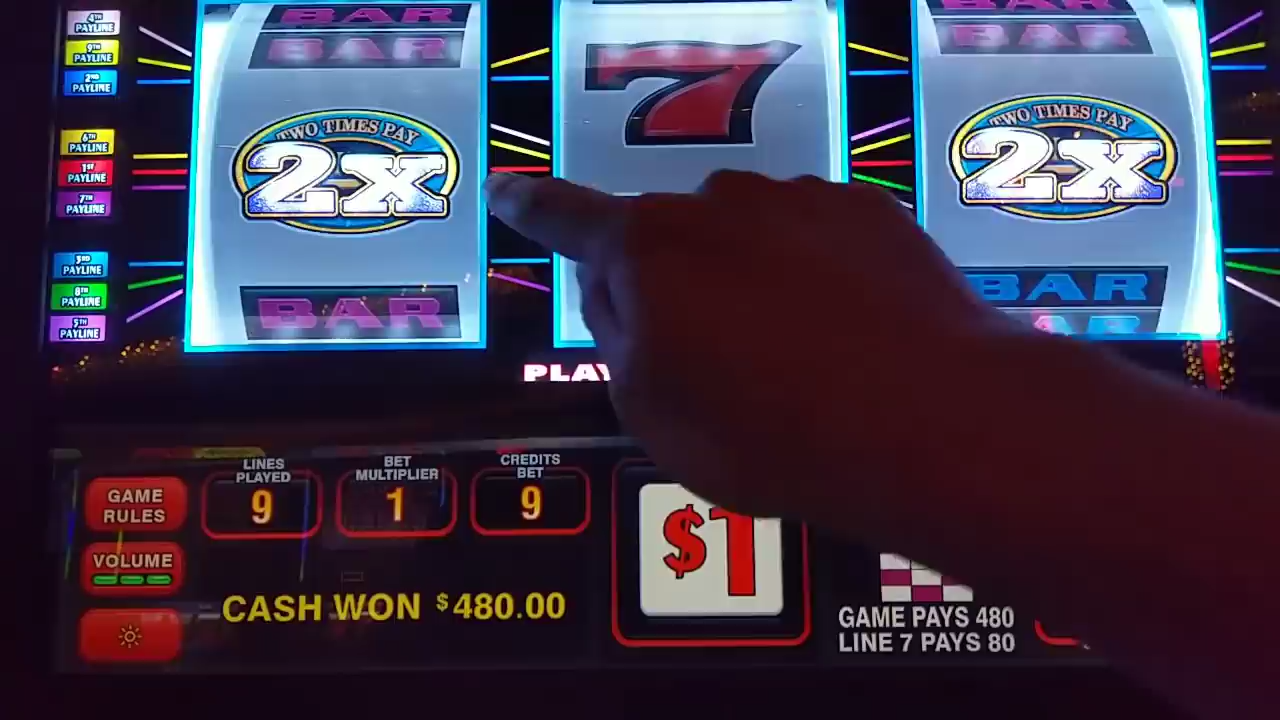 4TH
PAYLINE
9TH
PAYLINE
2ND
PAYLINE
6TH
PAYLINE
1ST
PAYLINE
7TH
PAYLINE
3RD
PAYLINE
8TH
PAYLINE
5TH
PAYLINE
BAR
BAR
TWO TIMES PAY
2X
BAR
7
BAR
BAR
TWO TIMES PAY
2X
BAR
BAR
PLAY
LINES
PLAYED
9
BET
MULTIPLIER
1
CREDITS
BET
9
GAME
RULES
VOLUME
CASH WON $480.00
$1
GAME PAYS 480
LINE 7 PAYS 80